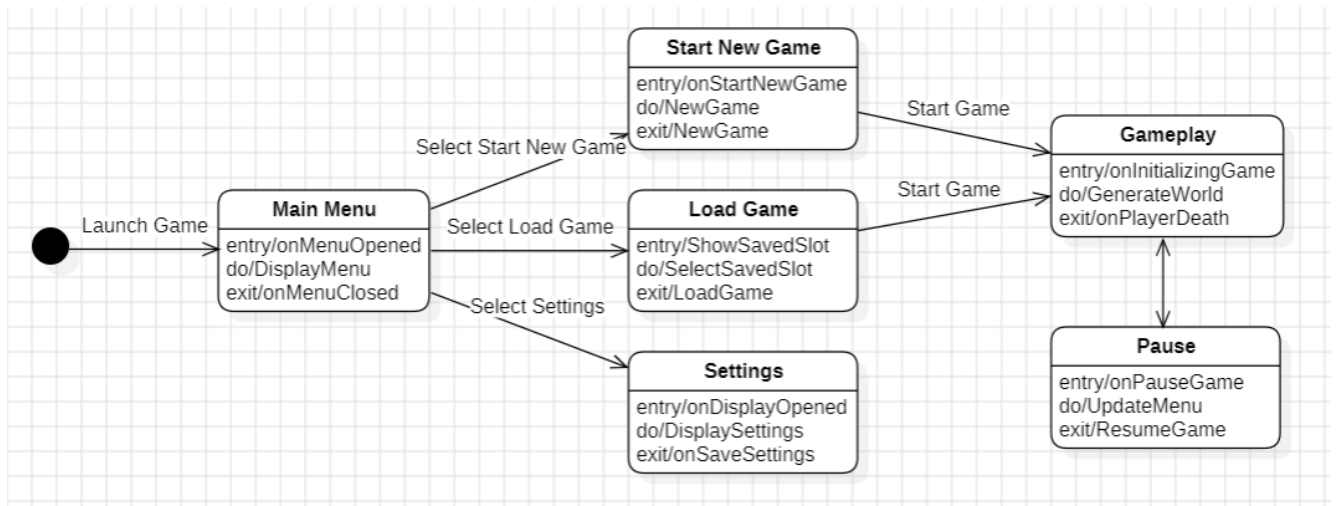 Start New Game
entry/onStartNewGame
do/NewGame
exit/NewGame
Start Game
Select Start New Game
Gameplay
entry/onInitializingGame
do/GenerateWorld
exit/onPlayerDeath
Launch Game
Main Menu
entry/onMenuOpened
do/DisplayMenu
exit/onMenuClosed
Select Load Game
Load Game
entry/ShowSavedSlot
do/SelectSavedSlot
exit/LoadGame
Start Game
Select Settings
Settings
entry/onDisplayOpened
do/DisplaySettings
exit/onSaveSettings
Pause
entry/onPauseGame
do/UpdateMenu
exit/ResumeGame